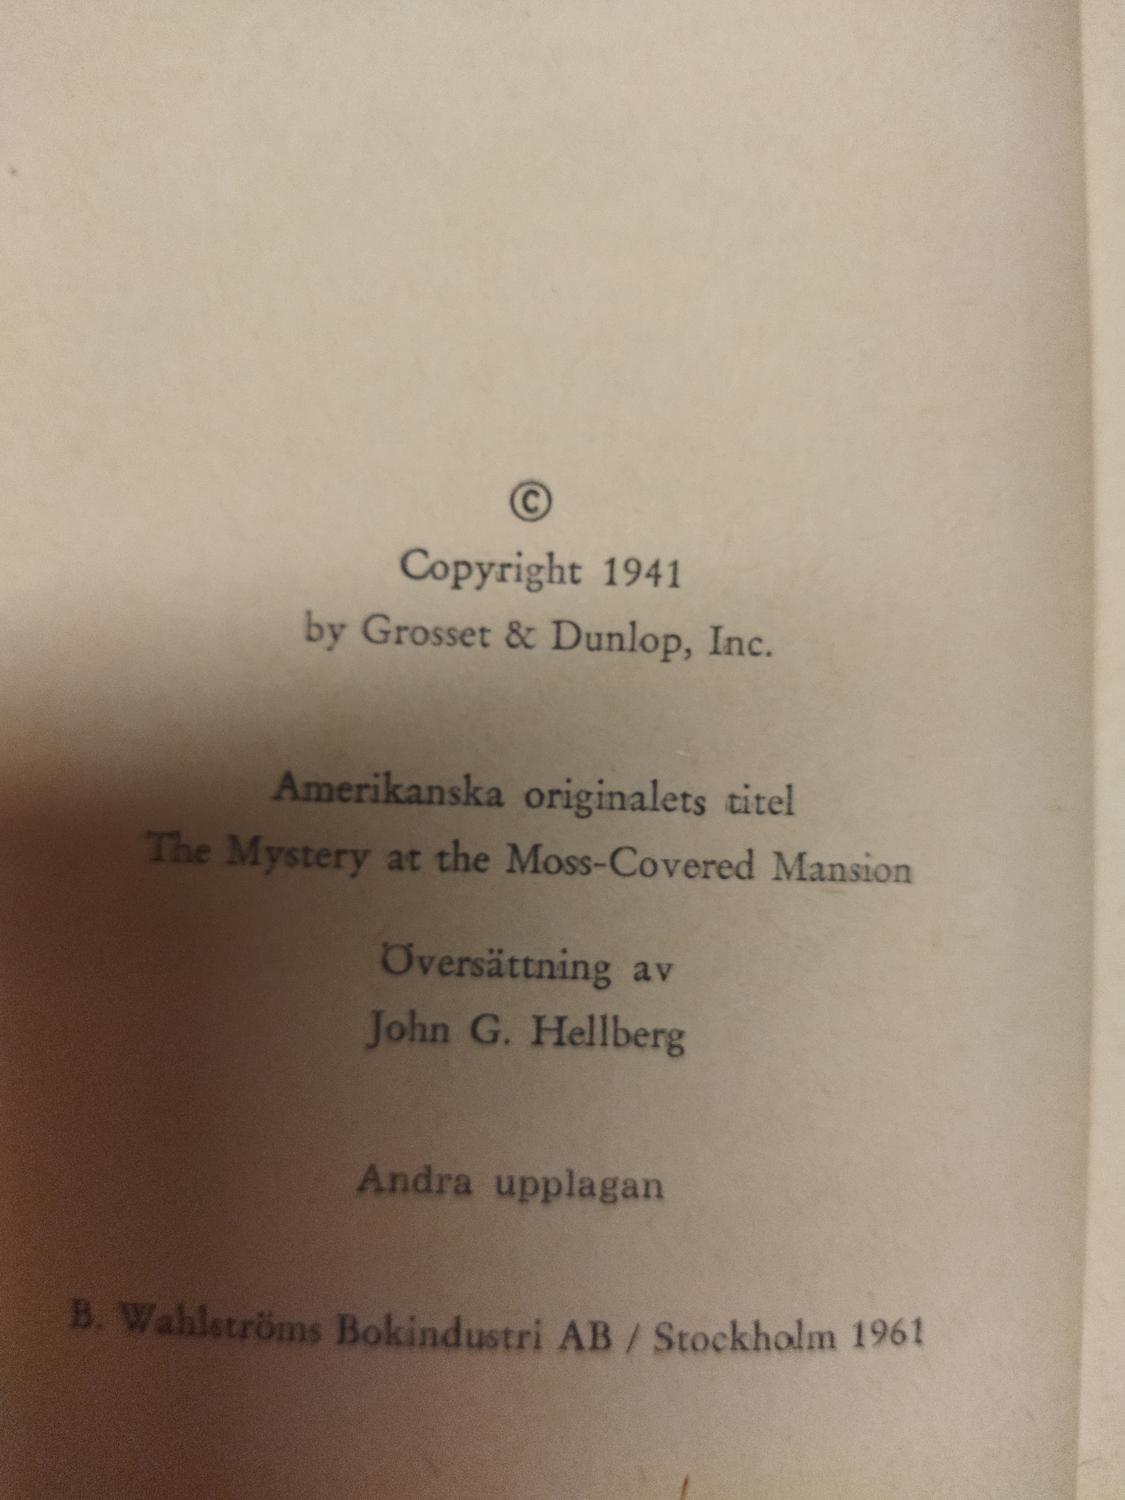 ©
Copyright 1941
by Grosset & Dunlop, Inc.
Amerikanska originalets titel
The Mystery at the Moss-Covered Mansion
Översättning av
John G. Hellberg
Andra upplagan
B. Wahlströms Bokindustri AB / Stockholm 1961